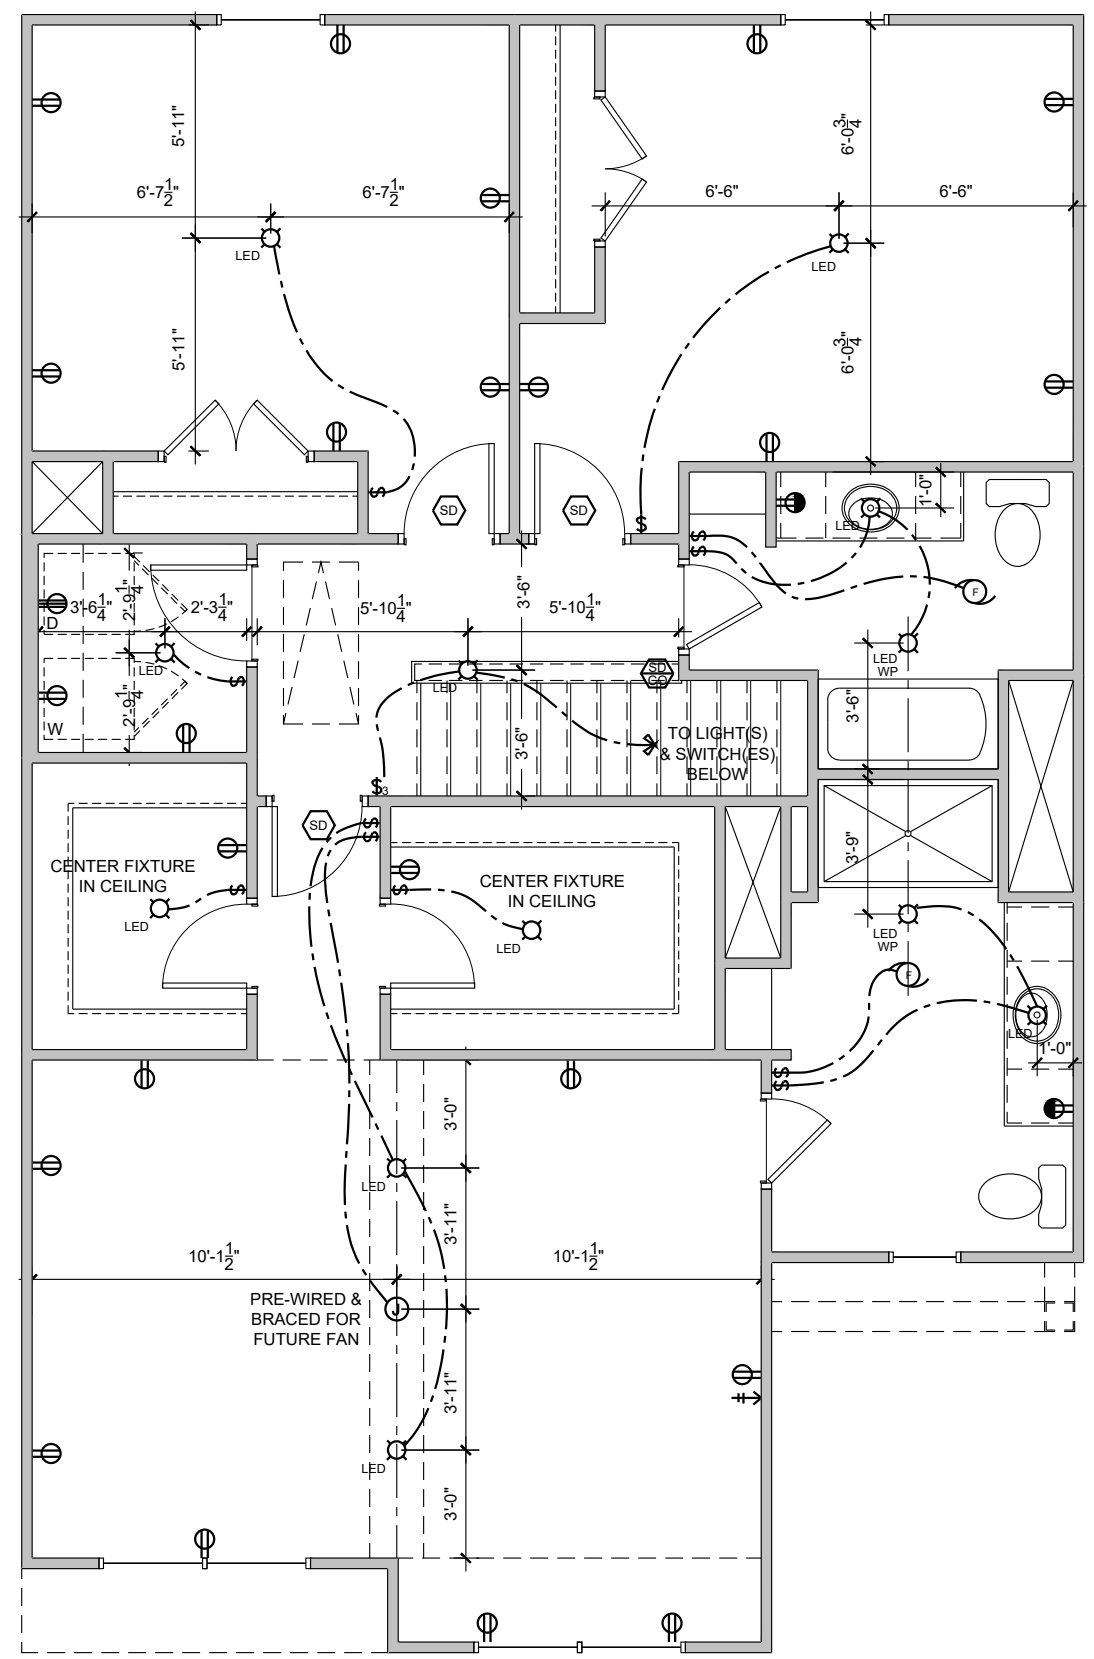 5'-11"
6'-0 3/4"
6'-7 1/2"
6'-7 1/2"
6'-6"
6'-6"
LED
LED
5'-11"
6'-0 3/4"
1'-0"
$
SD
SD
$
LED
$
$
F
3'-6 1/4"
2'-9 1/4"
2'-3 1/4"
5'-10 1/4"
3'-6"
5'-10 1/4"
D
LED
$
LED
SD
CO
LED
WP
2'-9 1/4"
W
3'-6"
TO LIGHT(S)
& SWITCH(ES)
BELOW
3'-6"
$3
SD
$
$
3'-9"
CENTER FIXTURE
IN CEILING
$
LED
CENTER FIXTURE
IN CEILING
$
LED
LED
WP
F
LED
1'-0"
$
$
3'-0"
LED
3'-11"
10'-1 1/2"
10'-1 1/2"
PRE-WIRED &
BRACED FOR
FUTURE FAN
J
3'-11"
LED
3'-0"